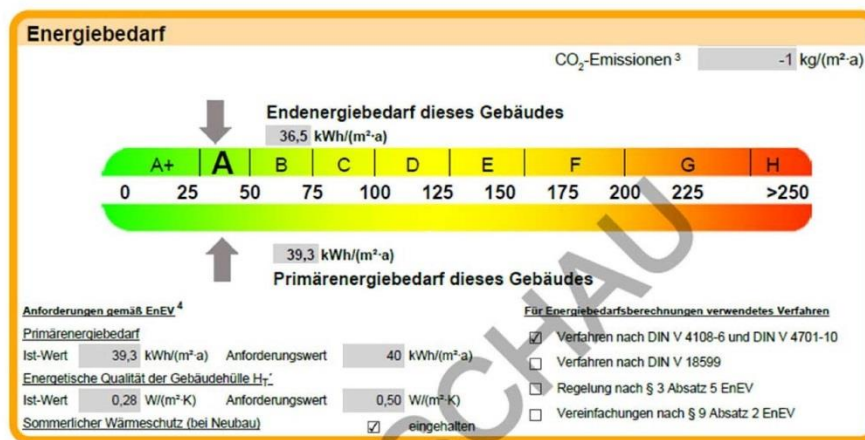 Energiebedarf
CO2-Emissionen 3 -1 kg/(m²·a)
Endenergiebedarf dieses Gebäudes
36,5 kWh/(m²·a)
A+ A B C D E F G H
0 25 50 75 100 125 150 175 200 225 >250
39,3 kWh/(m²·a)
Primärenergiebedarf dieses Gebäudes
Anforderungen gemäß EnEV 4
Primärenergiebedarf
Ist-Wert 39,3 kWh/(m²·a) Anforderungswert 40 kWh/(m²·a)
Energetische Qualität der Gebäudehülle HT´
Ist-Wert 0,28 W/(m²·K) Anforderungswert 0,50 W/(m²·K)
Sommerlicher Wärmeschutz (bei Neubau) ☑ eingehalten
Für Energiebedarfsberechnungen verwendetes Verfahren
☑ Verfahren nach DIN V 4108-6 und DIN V 4701-10
☐ Verfahren nach DIN V 18599
☐ Regelung nach § 3 Absatz 5 EnEV
☐ Vereinfachungen nach § 9 Absatz 2 EnEV
SCHAU